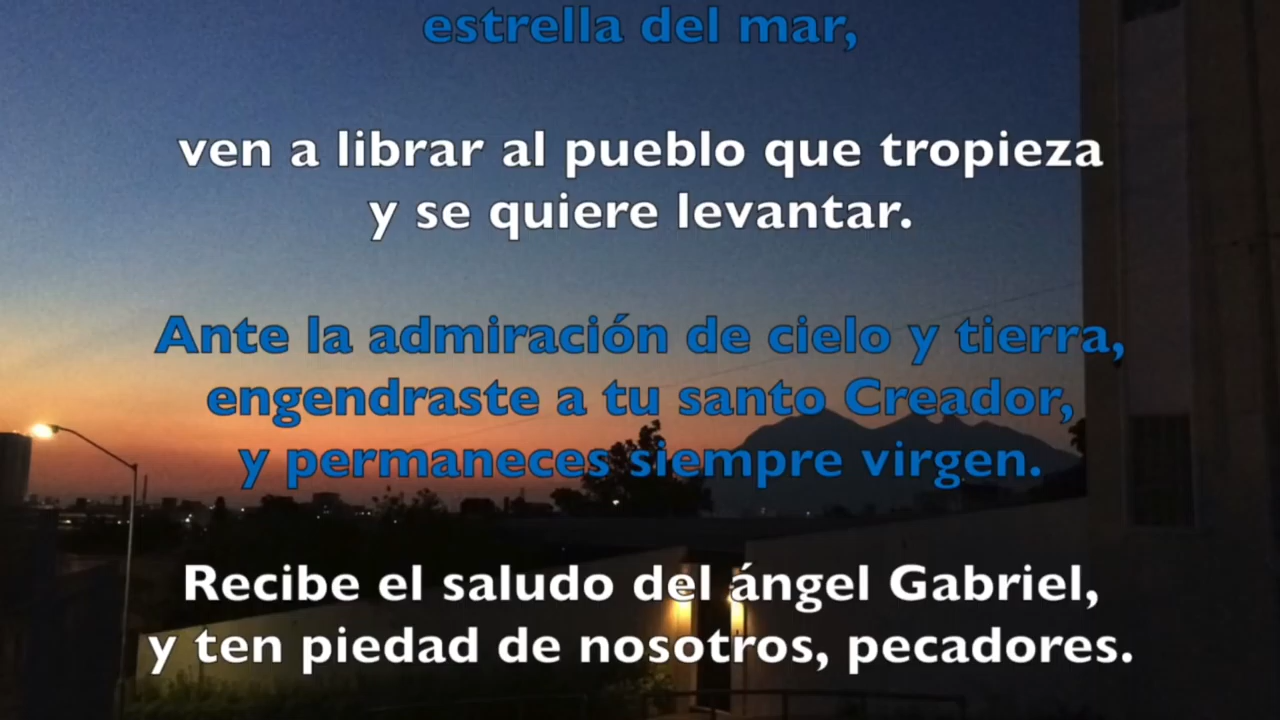 estrella del mar,
ven a librar al pueblo que tropieza
y se quiere levantar.
Ante la admiración de cielo y tierra,
engendraste a tu santo Creador,
y permaneces siempre virgen.
Recibe el saludo del ángel Gabriel,
y ten piedad de nosotros, pecadores.